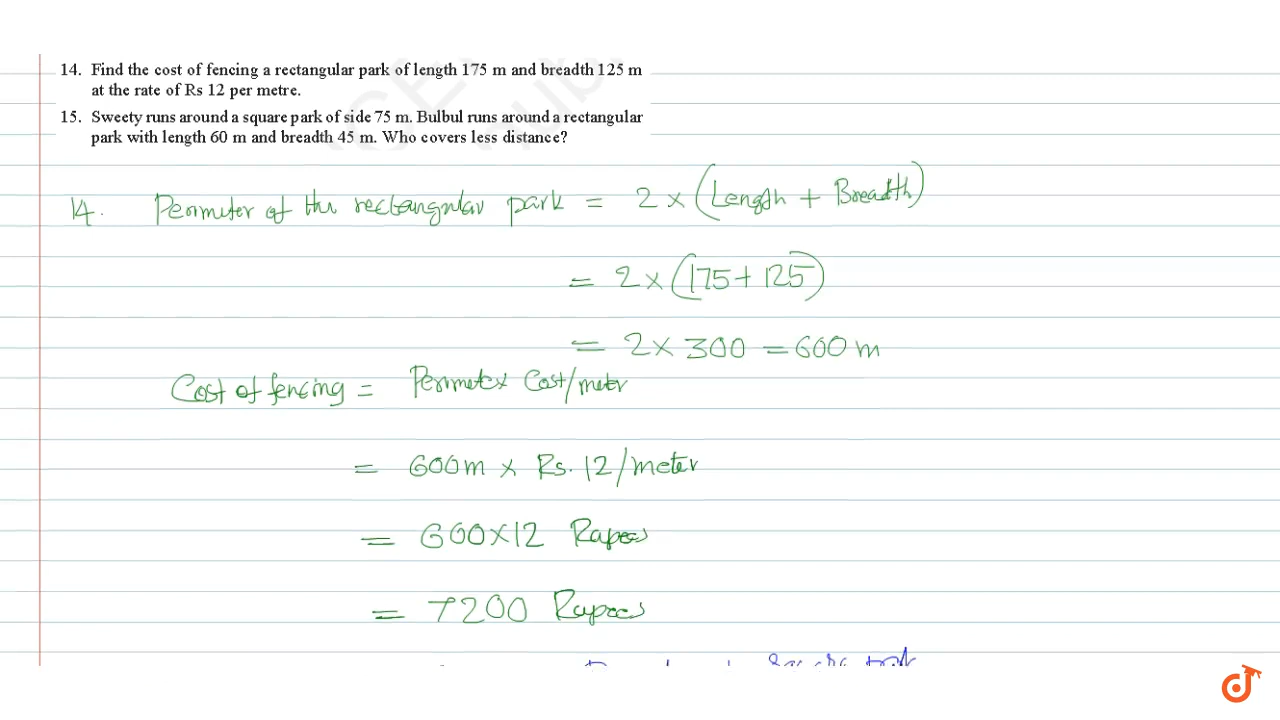 14. Find the cost of fencing a rectangular park of length 175 m and breadth 125 m
at the rate of Rs 12 per metre.
15. Sweety runs around a square park of side 75 m. Bulbul runs around a rectangular
park with length 60 m and breadth 45 m. Who covers less distance?
14. Perimeter of the rectangular park = 2 × (Length + Breadth)
= 2 × (175 + 125)
= 2 × 300 = 600 m
Cost of fencing = Perimeter × Cost/meter
= 600m × Rs. 12/meter
= 600×12 Rupees
= 7200 Rupees